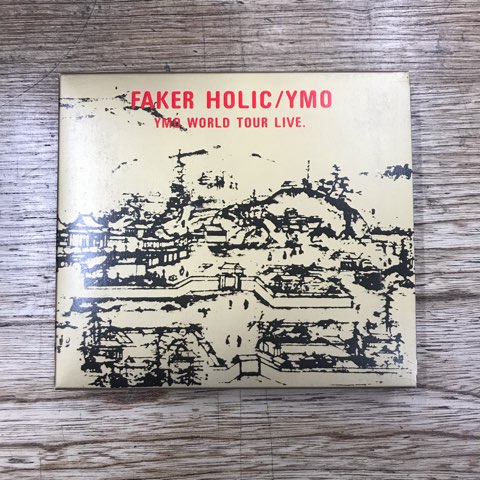 FAKER HOLIC/YMO
YMO WORLD TOUR LIVE.